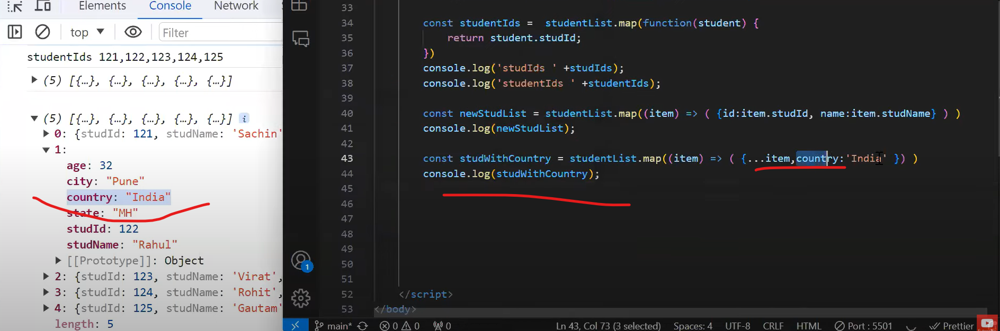 Elements Console Network
top Filter
studentIds 121,122,123,124,125
(5) [{…}, {…}, {…}, {…}, {…}]
(5) [{…}, {…}, {…}, {…}, {…}] i
0: {studId: 121, studName: 'Sachin'
1:
age: 32
city: "Pune"
country: "India"
state: "MH"
studId: 122
studName: "Rahul"
[[Prototype]]: Object
2: {studId: 123, studName: 'Virat',
3: {studId: 124, studName: 'Rohit',
4: {studId: 125, studName: 'Gautam'
length: 5
33
34 const studentIds = studentList.map(function(student) {
35 return student.studId;
36 })
37 console.log('studIds ' +studIds);
38 console.log('studentIds ' +studentIds);
39
40 const newStudList = studentList.map((item) => ( {id:item.studId, name:item.studName} ) )
41 console.log(newStudList);
42
43 const studWithCountry = studentList.map((item) => ( {...item,country:'India' }) )
44 console.log(studWithCountry);
45
46
47
48
49
50
51
52 </script>
53 </body>
1
main* 0 0 0 Ln 43, Col 73 (3 selected) Spaces: 4 UTF-8 CRLF HTML Port : 5501 Prettier